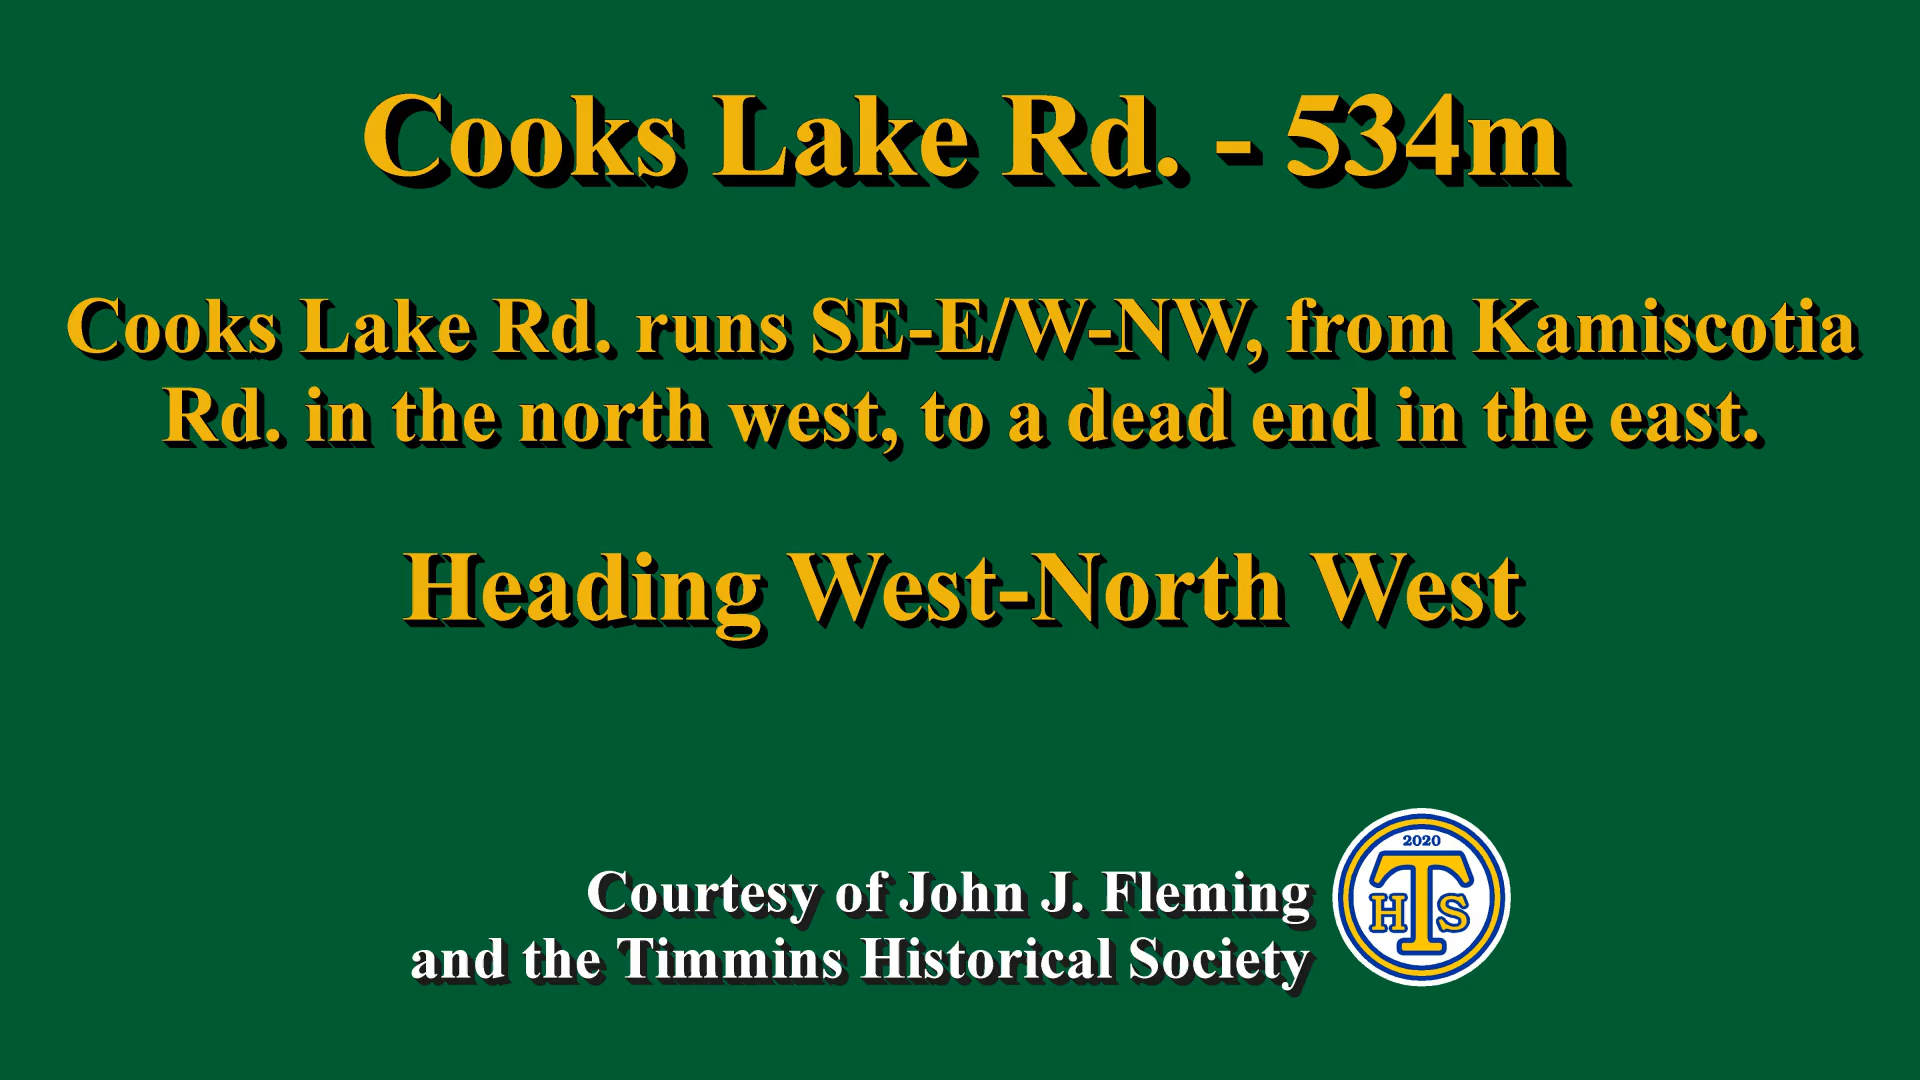 Cooks Lake Rd. - 534m
Cooks Lake Rd. runs SE-E/W-NW, from Kamiscotia
Rd. in the north west, to a dead end in the east.
Heading West-North West
Courtesy of John J. Fleming
and the Timmins Historical Society
2020
HTS